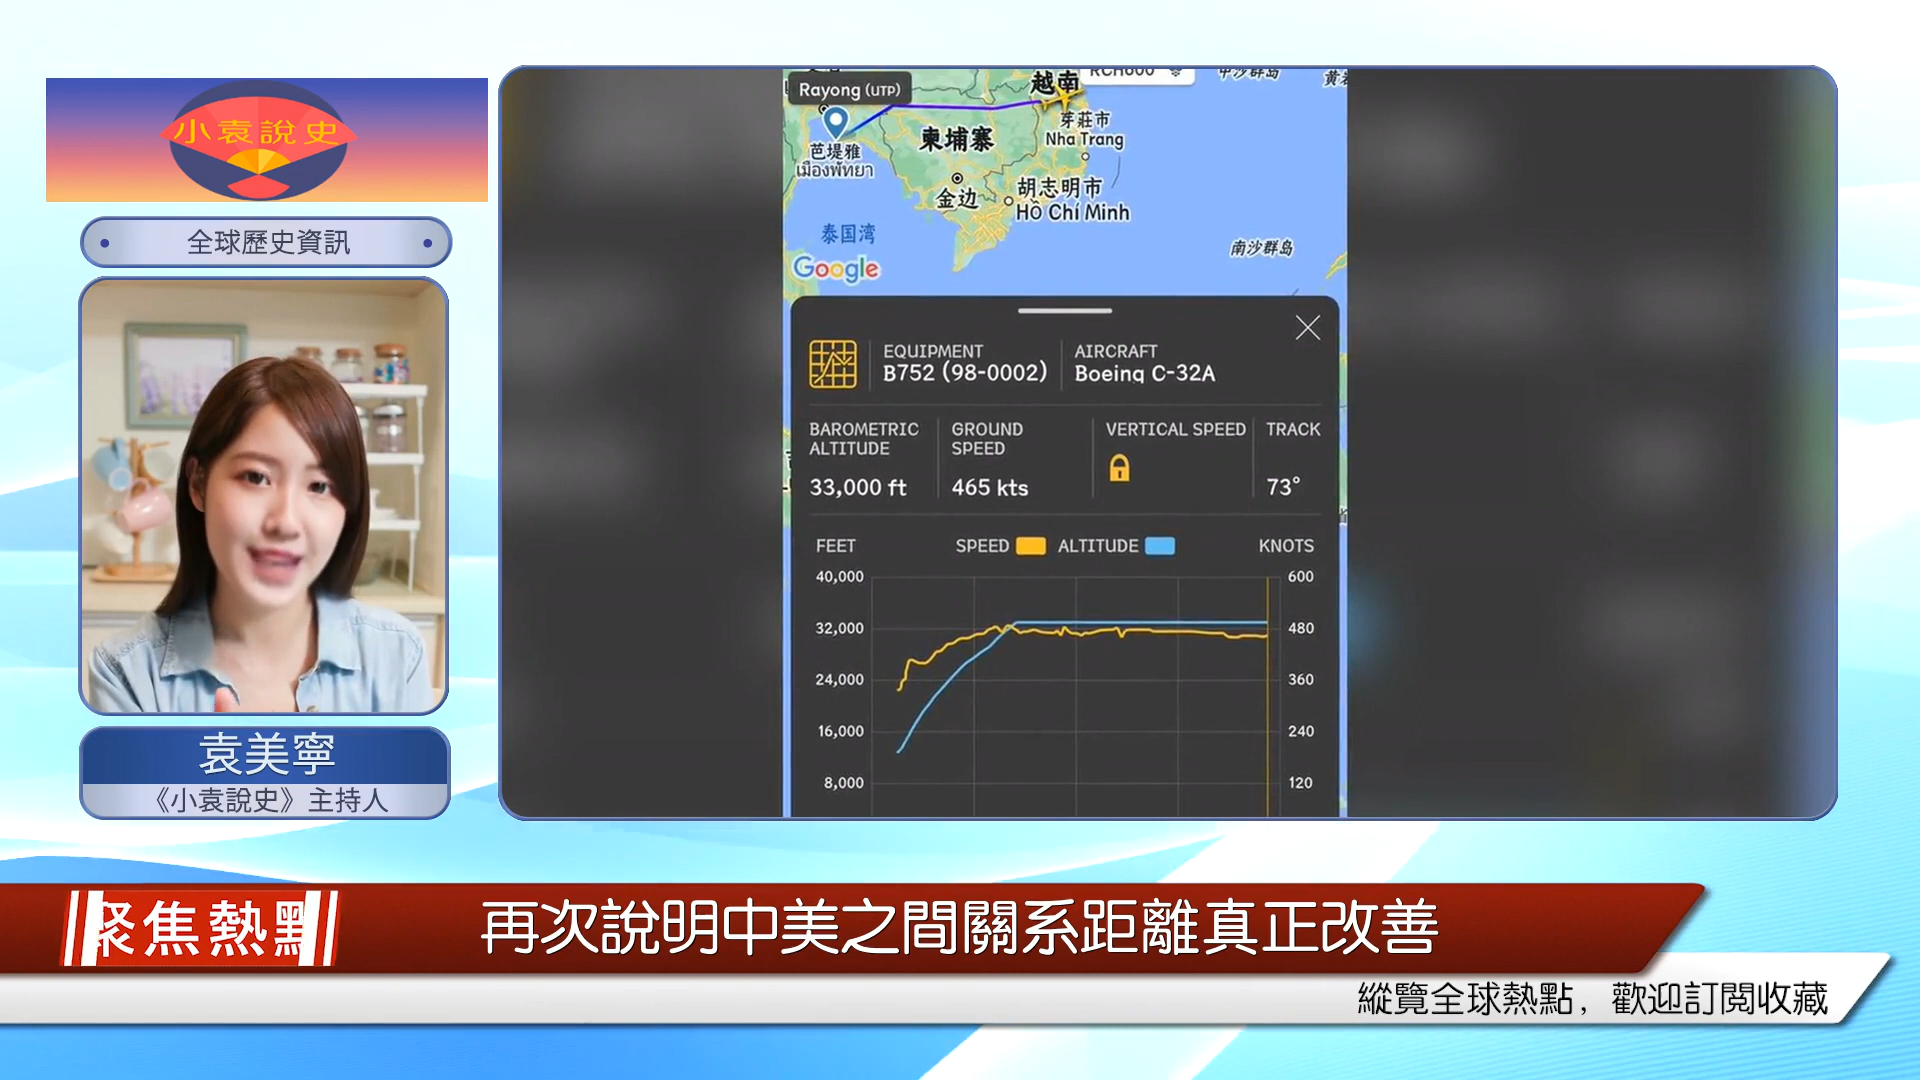 小袁說史
全球歷史資訊
袁美寧
《小袁說史》主持人
Rayong (UTP)
越南
RCH600
中沙群岛
芽莊市
Nha Trang
柬埔寨
芭堤雅
เมืองพัทยา
金边
胡志明市
Hồ Chí Minh
泰国湾
南沙群岛
Google
EQUIPMENT
B752 (98-0002)
AIRCRAFT
Boeing C-32A
BAROMETRIC
ALTITUDE
33,000 ft
GROUND
SPEED
465 kts
VERTICAL SPEED
TRACK
73°
FEET
SPEED
ALTITUDE
KNOTS
40,000
600
32,000
480
24,000
360
16,000
240
8,000
120
聚焦熱點
再次說明中美之間關系距離真正改善
縱覽全球熱點，歡迎訂閱收藏